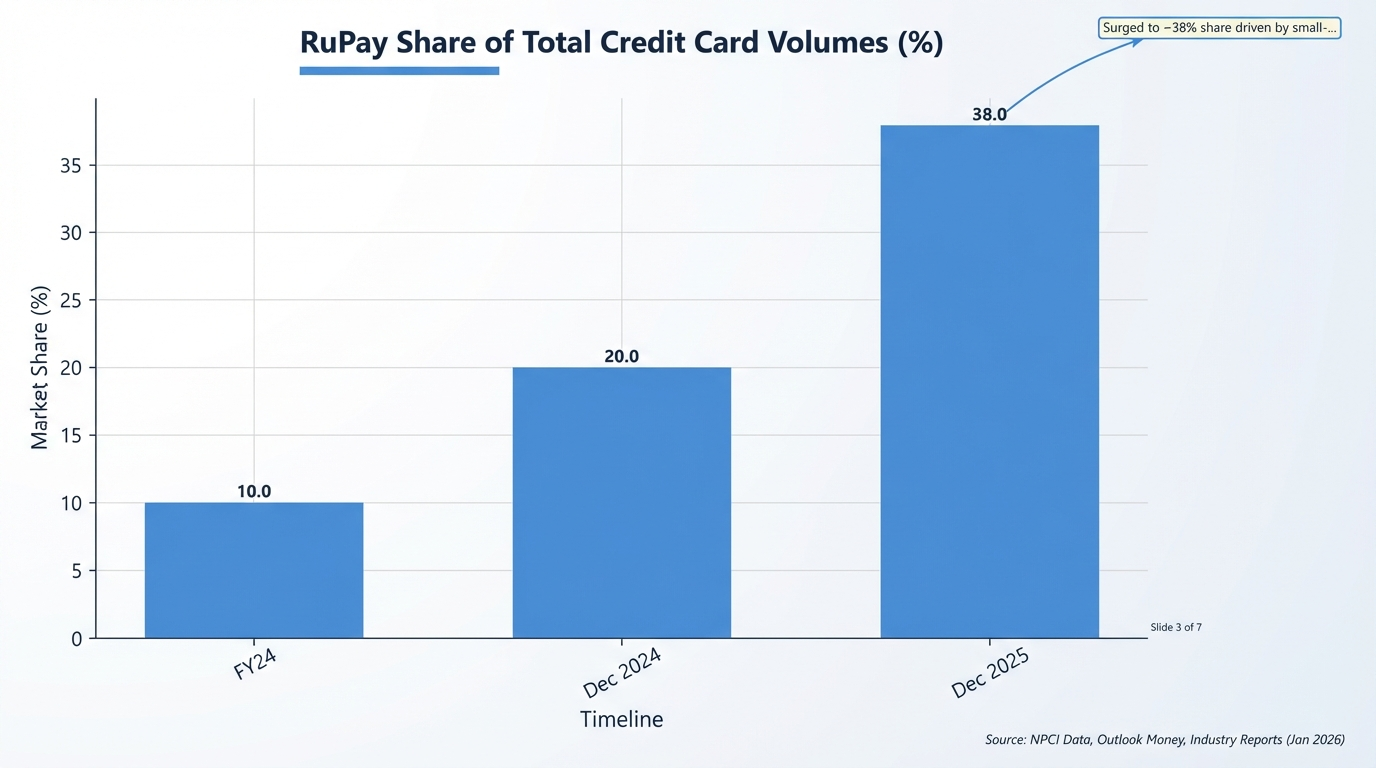 RuPay Share of Total Credit Card Volumes (%)
Surged to ~38% share driven by small-...
38.0
20.0
10.0
35
30
25
20
15
10
5
0
Market Share (%)
FY24
Dec 2024
Dec 2025
Timeline
Slide 3 of 7
Source: NPCI Data, Outlook Money, Industry Reports (Jan 2026)